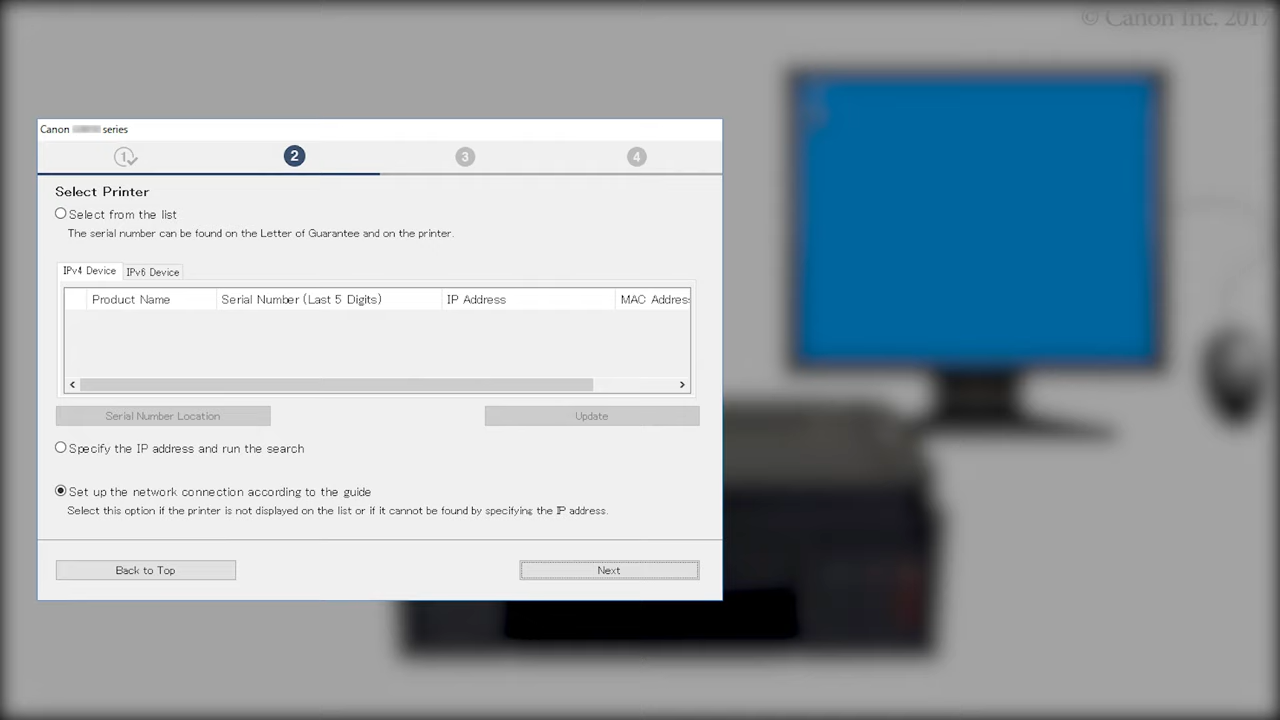 © Canon Inc. 2017
Canon series
1 2 3 4
Select Printer
Select from the list
The serial number can be found on the Letter of Guarantee and on the printer.
IPv4 Device IPv6 Device
Product Name Serial Number (Last 5 Digits) IP Address MAC Address
Serial Number Location Update
Specify the IP address and run the search
Set up the network connection according to the guide
Select this option if the printer is not displayed on the list or if it cannot be found by specifying the IP address.
Back to Top Next